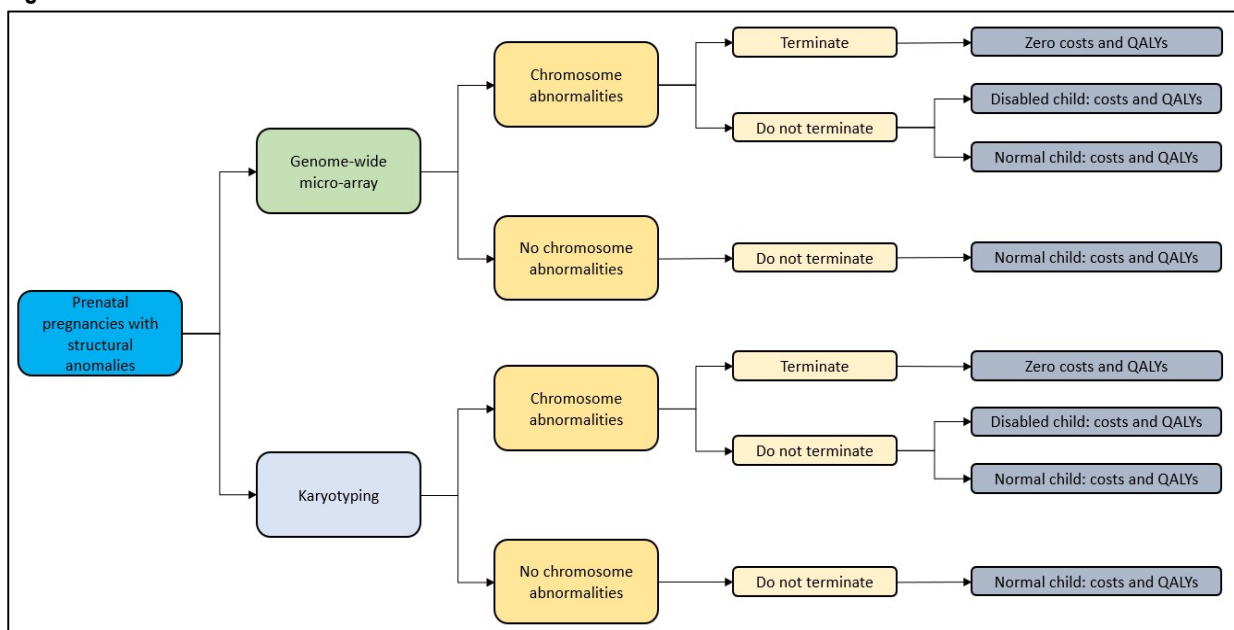 Terminate
Zero costs and QALYs
Chromosome
abnormalities
Disabled child: costs and QALYs
Do not terminate
Normal child: costs and QALYs
Genome-wide
micro-array
No chromosome
abnormalities
Do not terminate
Normal child: costs and QALYs
Prenatal
pregnancies with
structural
anomalies
Terminate
Zero costs and QALYs
Chromosome
abnormalities
Disabled child: costs and QALYs
Do not terminate
Normal child: costs and QALYs
Karyotyping
No chromosome
abnormalities
Do not terminate
Normal child: costs and QALYs